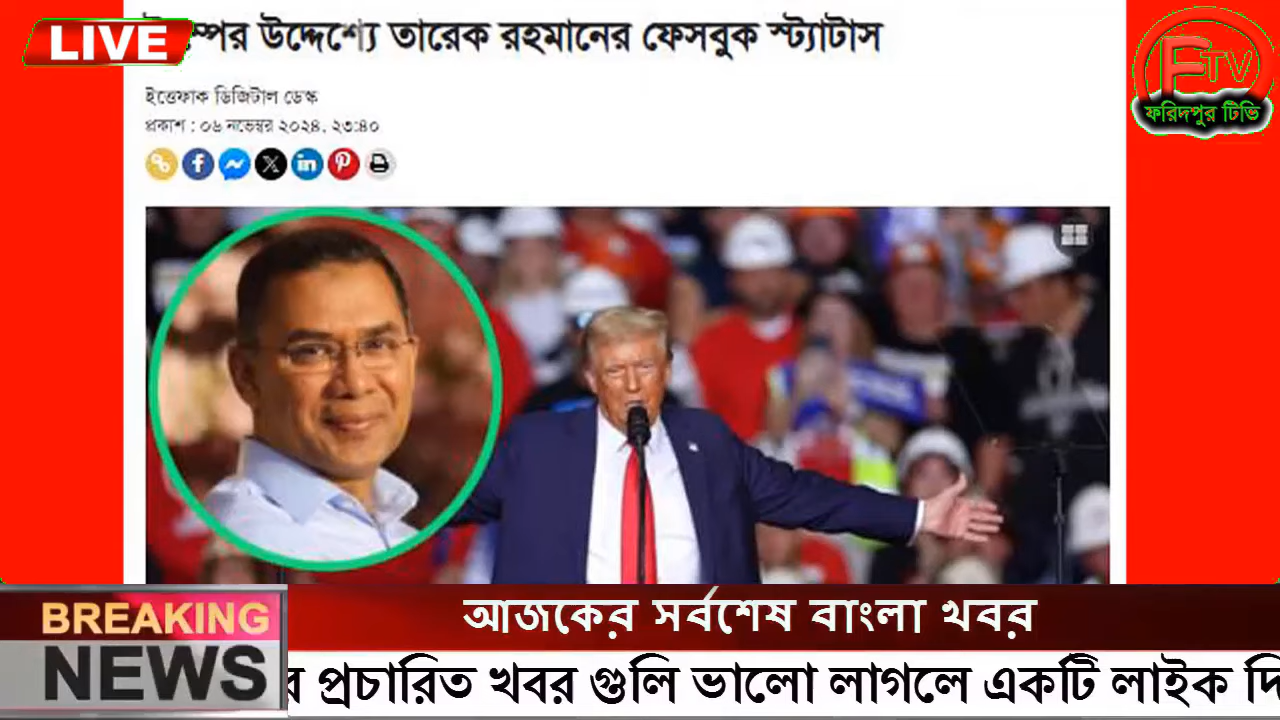 LIVE
উদ্দেশ্যে তারেক রহমানের ফেসবুক স্ট্যাটাস
FTV
ফরিদপুর টিভি
ইত্তেফাক ডিজিটাল ডেস্ক
প্রকাশ : ০৬ নভেম্বর ২০২৪, ২৩:৪০
BREAKING
NEWS
আজকের সর্বশেষ বাংলা খবর
প্রচারিত খবর গুলি ভালো লাগলে একটি লাইক